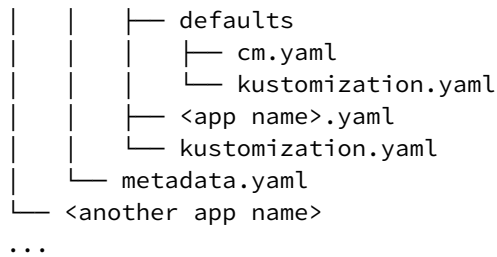 │   │   ├── defaults
│   │   │   ├── cm.yaml
│   │   │   └── kustomization.yaml
│   │   ├── <app name>.yaml
│   │   └── kustomization.yaml
│   └── metadata.yaml
└── <another app name>
...